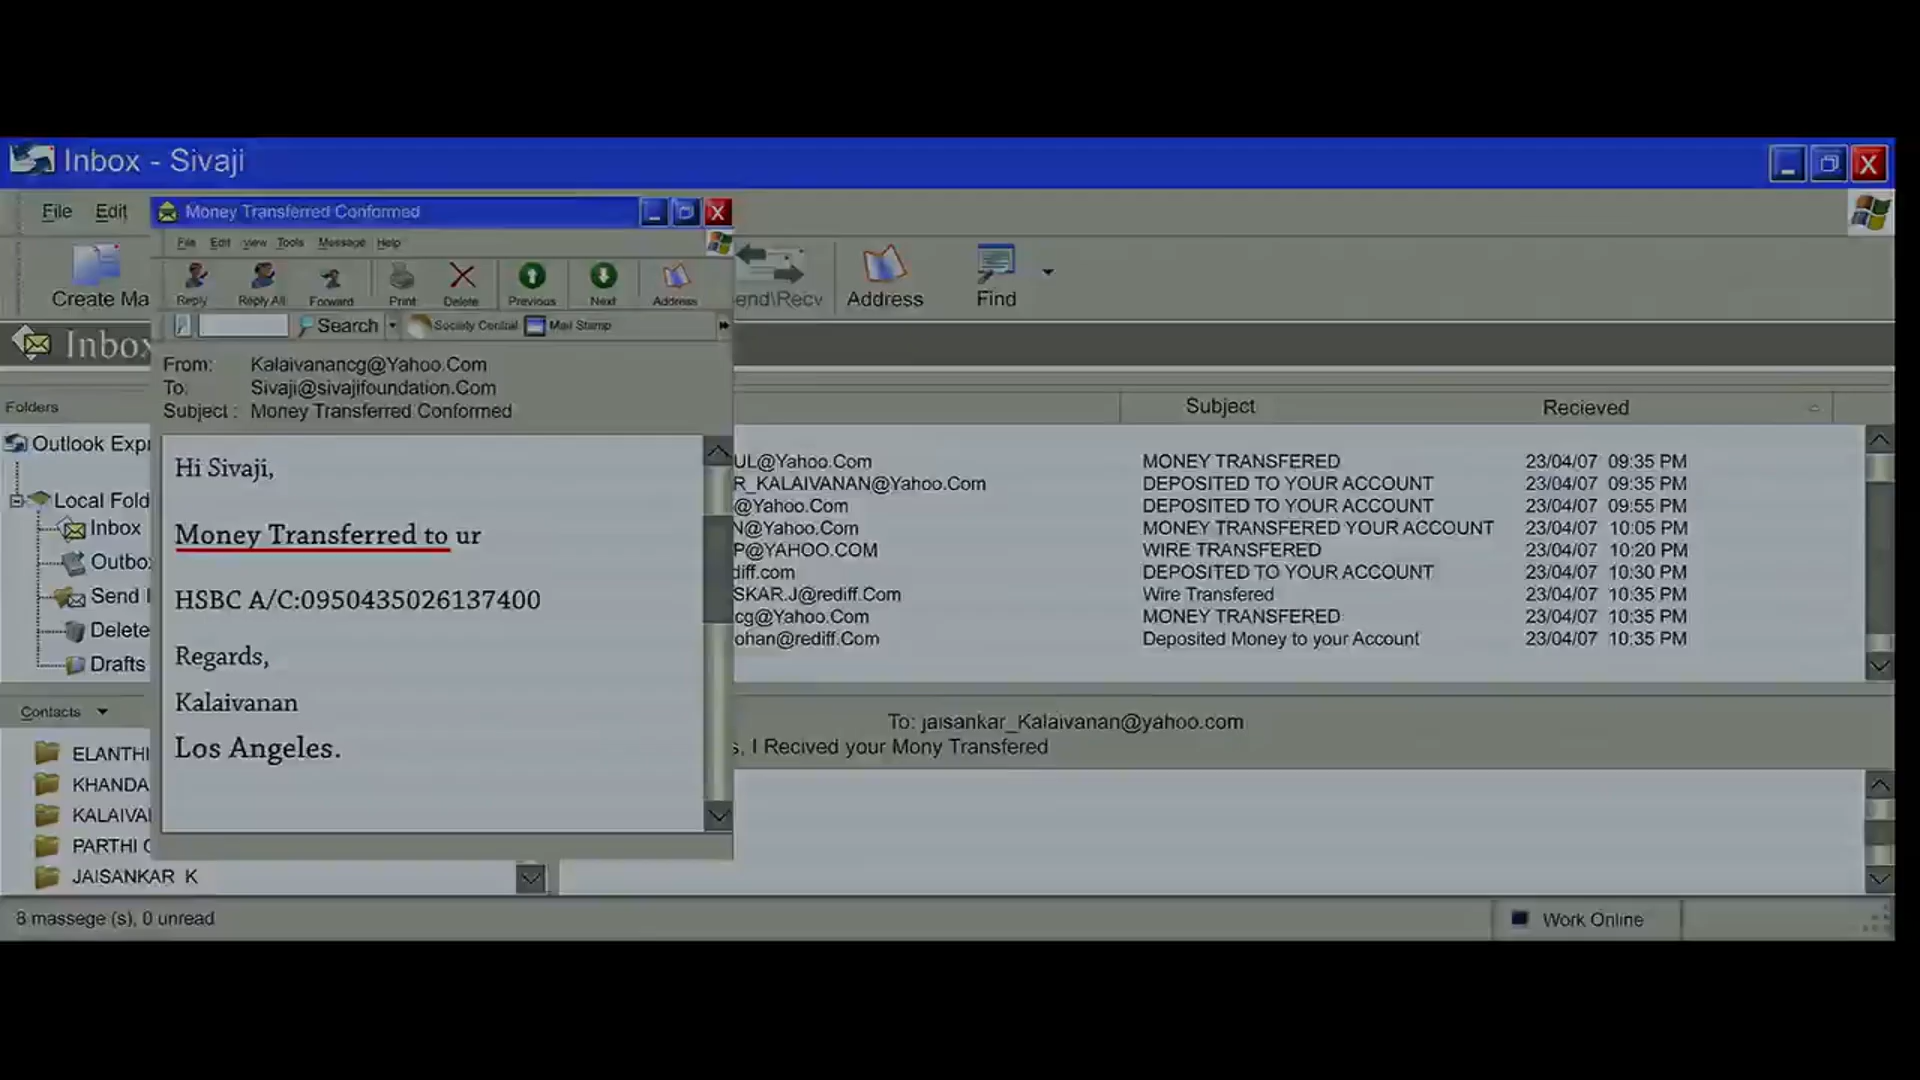 Inbox - Sivaji
File Edit
Money Transferred Conformed
File Edit View Tools Message Help
Create Ma
Reply Reply All Forward Print Delete Previous Next Address
end\Recv Address Find
Search Society Central Mail Stamp
Inbox
From: Kalaivanancg@Yahoo.Com
To: Sivaji@sivajifoundation.Com
Subject : Money Transferred Conformed
Folders
Outlook Expr
Local Fold
Inbox
Outbo
Send I
Delete
Drafts
Hi Sivaji,
Money Transferred to ur
HSBC A/C:0950435026137400
Regards,
Kalaivanan
Los Angeles.
Subject Recieved
UL@Yahoo.Com MONEY TRANSFERED 23/04/07 09:35 PM
R_KALAIVANAN@Yahoo.Com DEPOSITED TO YOUR ACCOUNT 23/04/07 09:35 PM
@Yahoo.Com DEPOSITED TO YOUR ACCOUNT 23/04/07 09:55 PM
N@Yahoo.Com MONEY TRANSFERED YOUR ACCOUNT 23/04/07 10:05 PM
P@YAHOO.COM WIRE TRANSFERED 23/04/07 10:20 PM
diff.com DEPOSITED TO YOUR ACCOUNT 23/04/07 10:30 PM
SKAR.J@rediff.Com Wire Transfered 23/04/07 10:35 PM
cg@Yahoo.Com MONEY TRANSFERED 23/04/07 10:35 PM
ohan@rediff.Com Deposited Money to your Account 23/04/07 10:35 PM
Contacts
ELANTHI
KHANDA
KALAIVA
PARTHI
JAISANKAR K
To: jaisankar_Kalaivanan@yahoo.com
s, I Recived your Mony Transfered
8 massege (s), 0 unread
Work Online